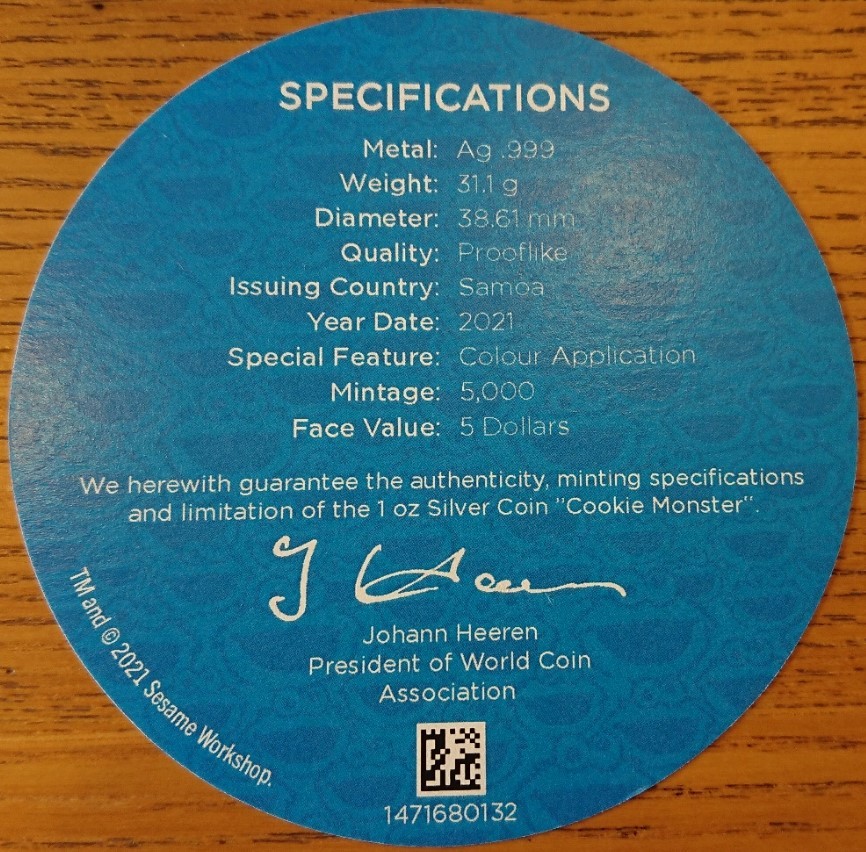 SPECIFICATIONS
Metal: Ag .999
Weight: 31.1 g
Diameter: 38.61 mm
Quality: Prooflike
Issuing Country: Samoa
Year Date: 2021
Special Feature: Colour Application
Mintage: 5,000
Face Value: 5 Dollars
We herewith guarantee the authenticity, minting specifications
and limitation of the 1 oz Silver Coin "Cookie Monster“.
Johann Heeren
President of World Coin
Association
TM and © 2021 Sesame Workshop.
1471680132